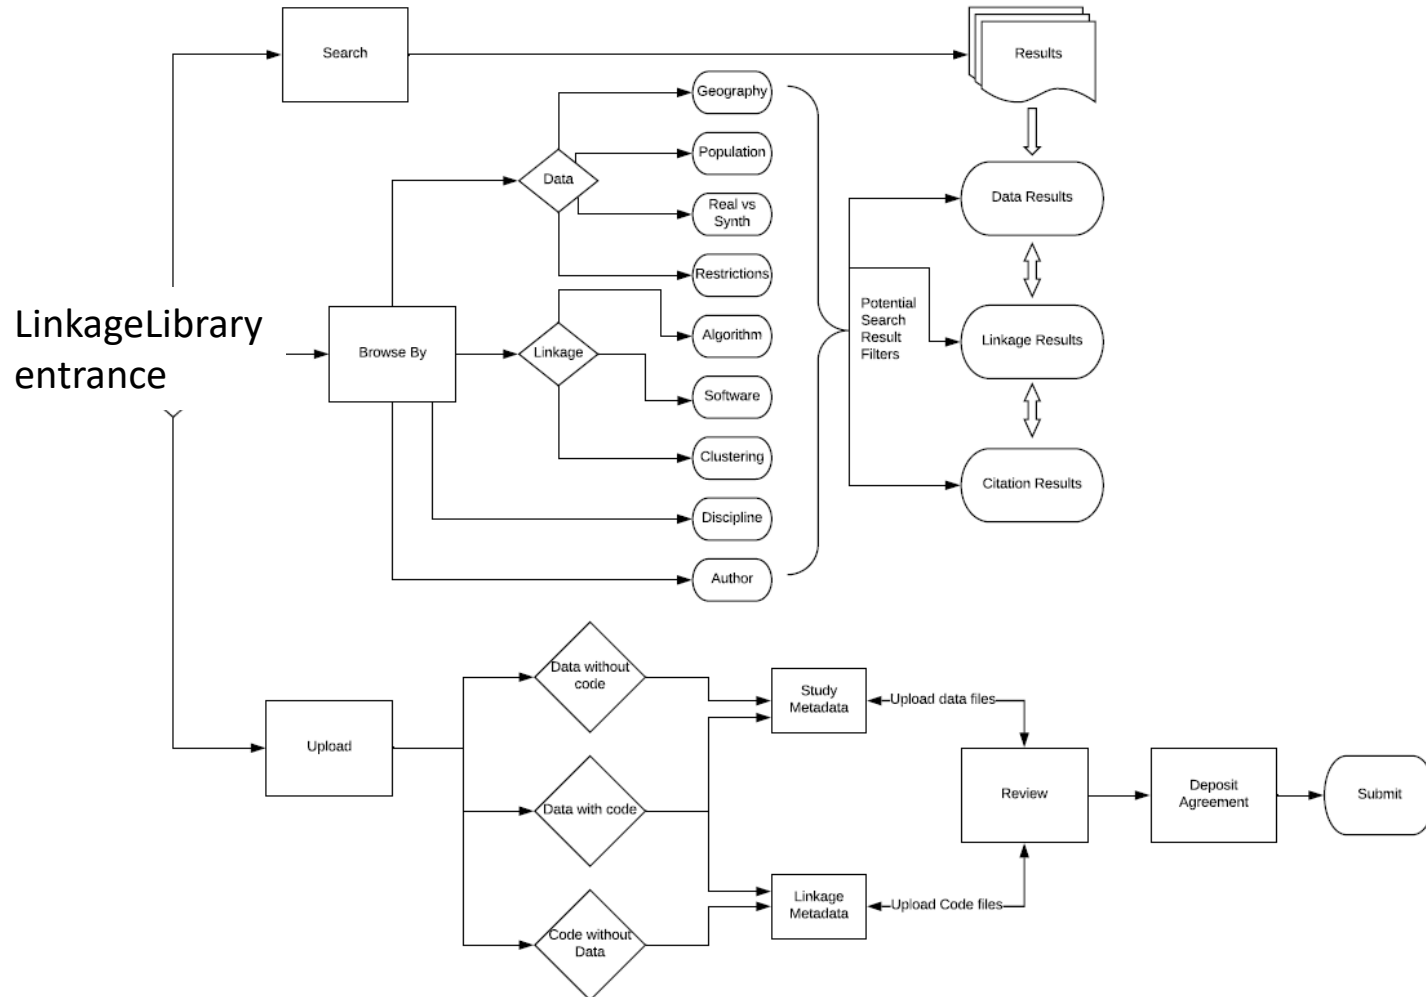 Search
Results
Geography
Population
Data
Real vs
Synth
Data Results
Restrictions
LinkageLibrary
entrance
Browse By
Linkage
Algorithm
Software
Clustering
Discipline
Author
Potential
Search
Result
Filters
Linkage Results
Citation Results
Upload
Data without
code
Data with code
Code without
Data
Study
Metadata
Upload data files
Linkage
Metadata
Upload Code files
Review
Deposit
Agreement
Submit